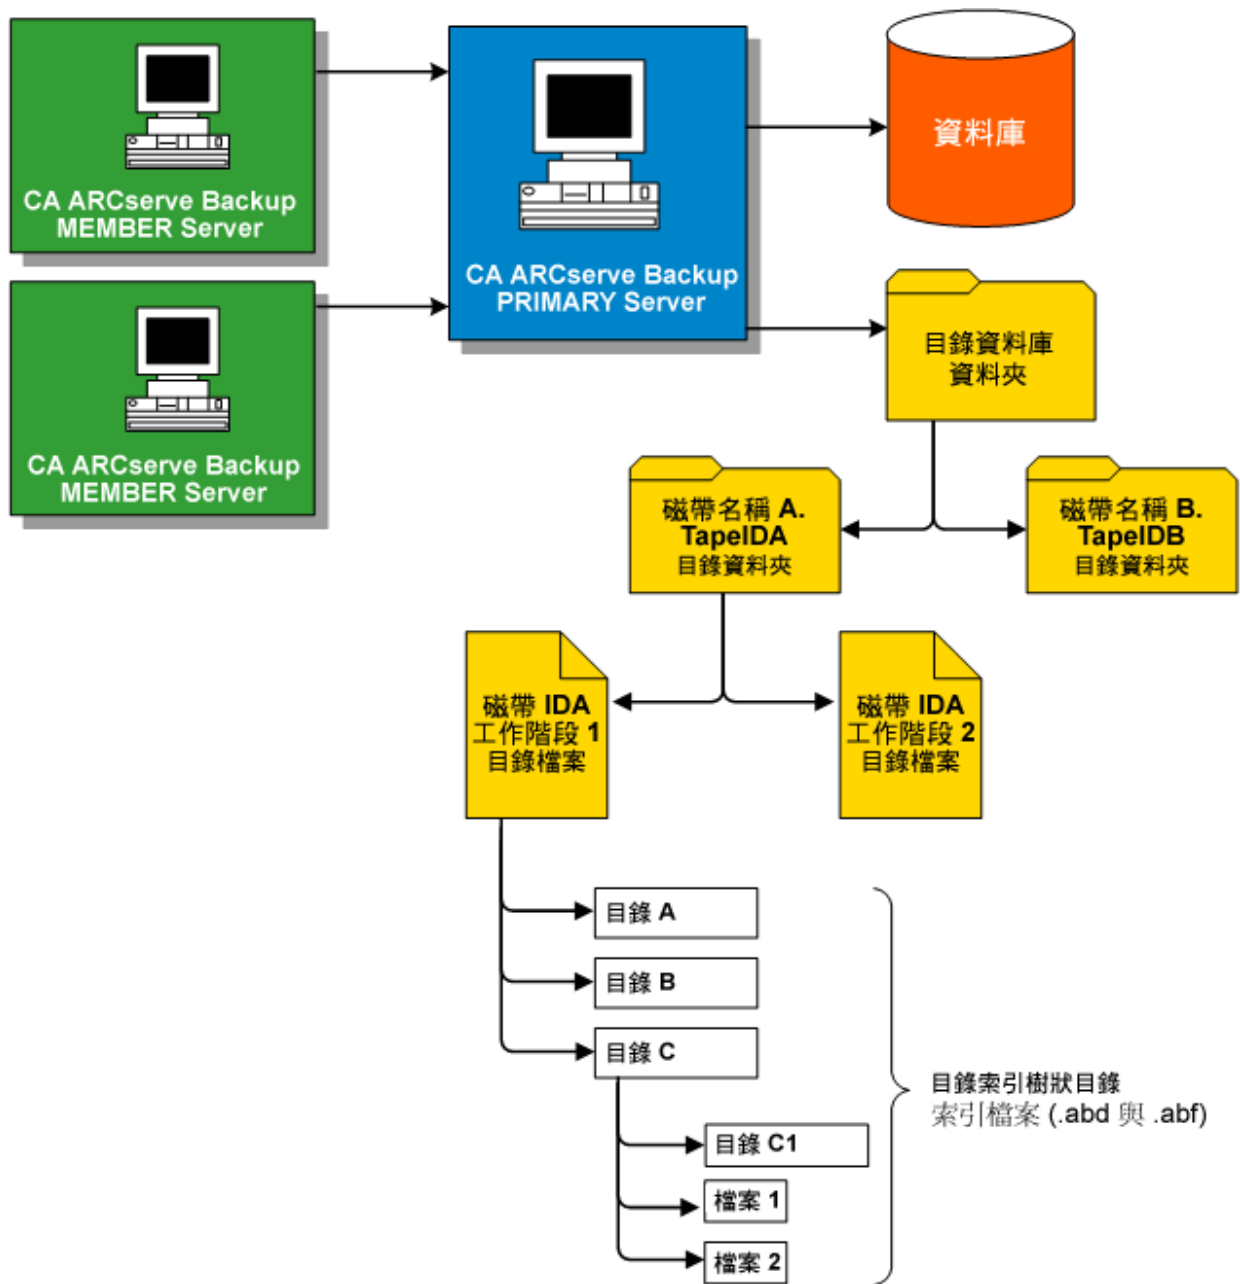 CA ARCserve Backup
MEMBER Server
CA ARCserve Backup
MEMBER Server
CA ARCserve Backup
PRIMARY Server
資料庫
目錄資料庫
資料夾
磁帶名稱 A.
TapeIDA
目錄資料夾
磁帶名稱 B.
TapeIDB
目錄資料夾
磁帶 IDA
工作階段 1
目錄檔案
磁帶 IDA
工作階段 2
目錄檔案
目錄 A
目錄 B
目錄 C
目錄 C1
檔案 1
檔案 2
目錄索引樹狀目錄
索引檔案 (.abd 與 .abf)